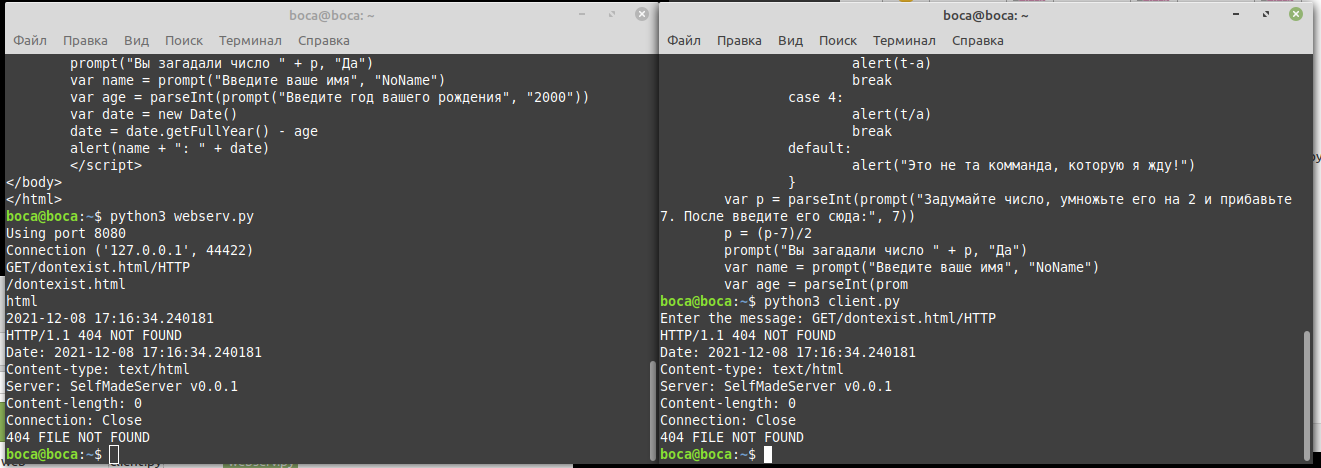 boca@boca: ~
Файл Правка Вид Поиск Терминал Справка
prompt("Вы загадали число " + p, "Да")
var name = prompt("Введите ваше имя", "NoName")
var age = parseInt(prompt("Введите год вашего рождения", "2000"))
var date = new Date()
date = date.getFullYear() - age
alert(name + ": " + date)
</script>
</body>
</html>
boca@boca:~$ python3 webserv.py
Using port 8080
Connection ('127.0.0.1', 44422)
GET/dontexist.html/HTTP
/dontexist.html
html
2021-12-08 17:16:34.240181
HTTP/1.1 404 NOT FOUND
Date: 2021-12-08 17:16:34.240181
Content-type: text/html
Server: SelfMadeServer v0.0.1
Content-length: 0
Connection: Close
404 FILE NOT FOUND
boca@boca:~$
boca@boca: ~
Файл Правка Вид Поиск Терминал Справка
alert(t-a)
break
case 4:
alert(t/a)
break
default:
alert("Это не та комманда, которую я жду!")
}
var p = parseInt(prompt("Задумайте число, умножьте его на 2 и прибавьте
7. После введите его сюда:", 7))
p = (p-7)/2
prompt("Вы загадали число " + p, "Да")
var name = prompt("Введите ваше имя", "NoName")
var age = parseInt(prom
boca@boca:~$ python3 client.py
Enter the message: GET/dontexist.html/HTTP
HTTP/1.1 404 NOT FOUND
Date: 2021-12-08 17:16:34.240181
Content-type: text/html
Server: SelfMadeServer v0.0.1
Content-length: 0
Connection: Close
404 FILE NOT FOUND
boca@boca:~$